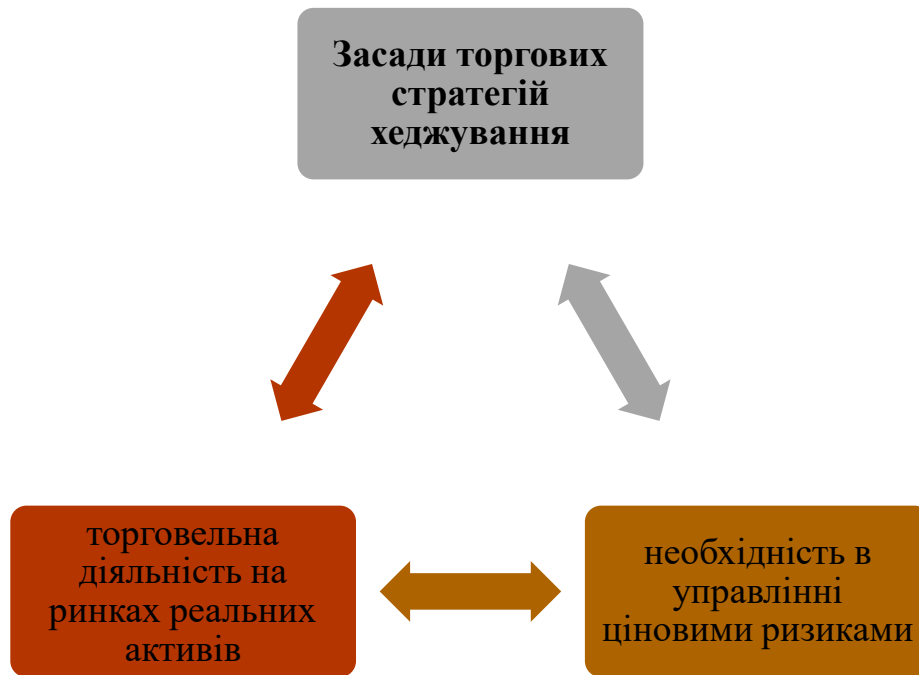 Засади торгових
стратегій
хеджування
торговельна
діяльність на
ринках реальних
активів
необхідність в
управлінні
ціновими ризиками